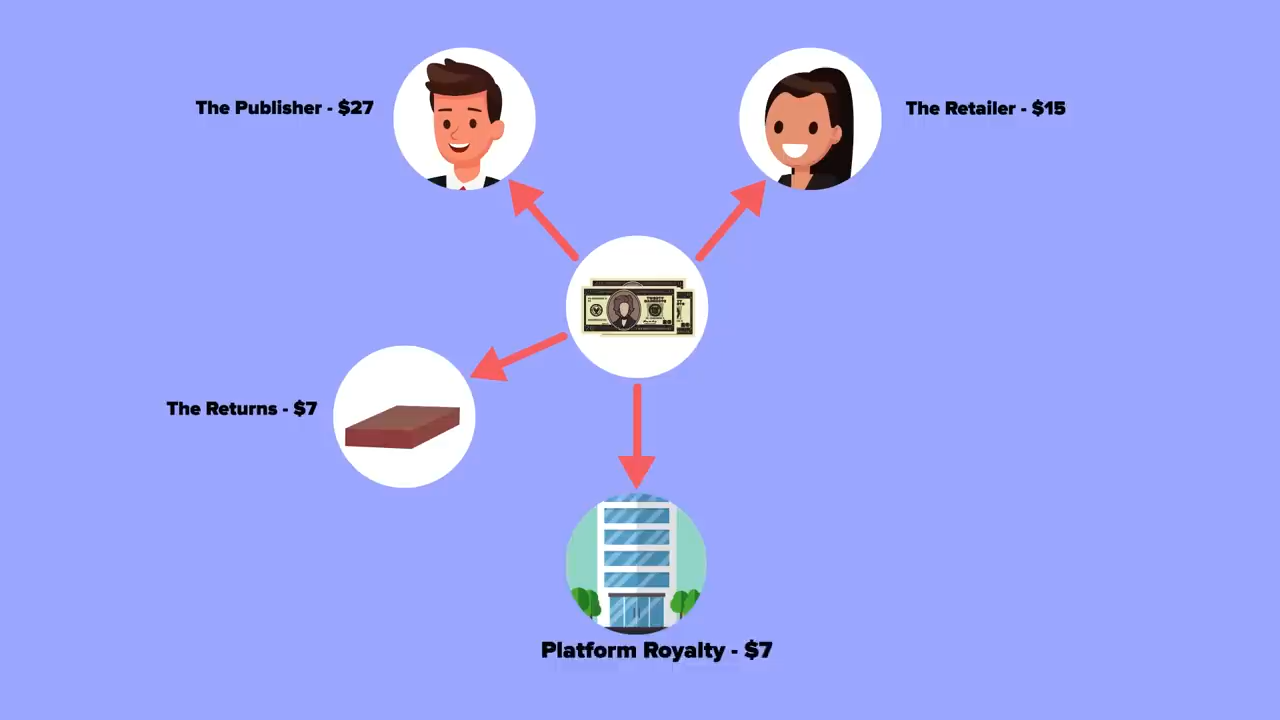 The Publisher - $27
The Retailer - $15
The Returns - $7
Platform Royalty - $7